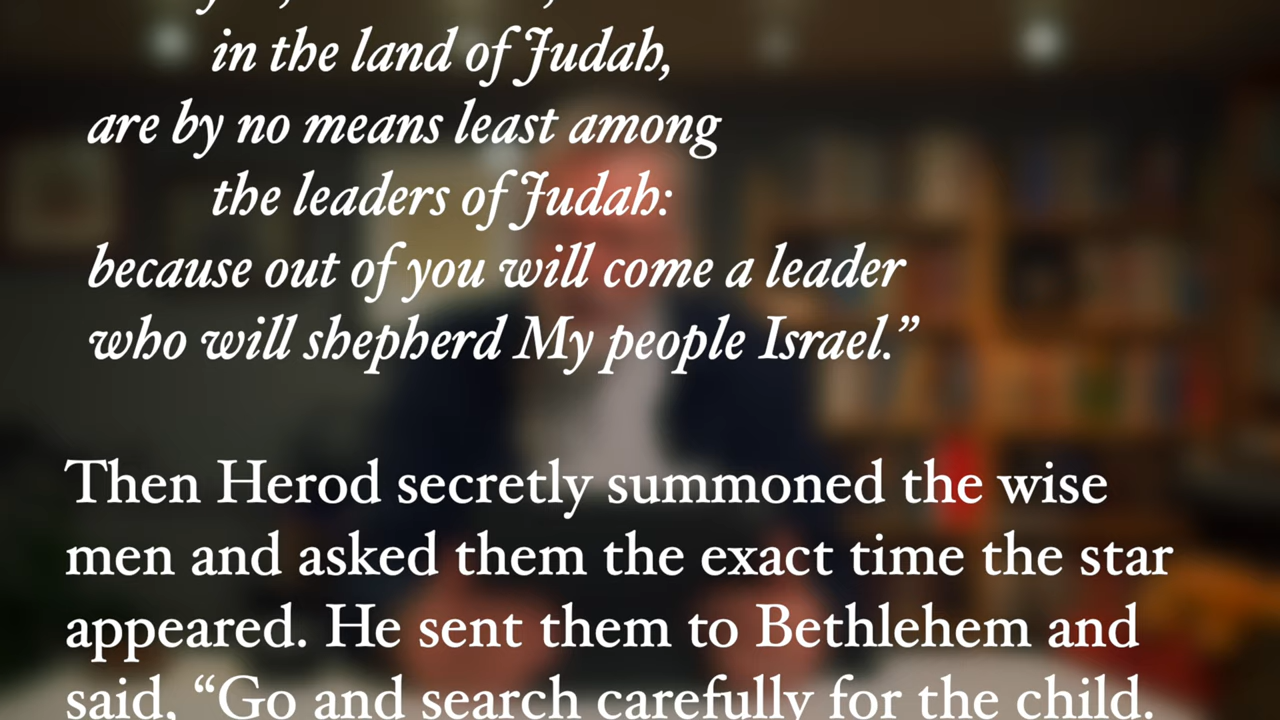 in the land of Judah,
are by no means least among
the leaders of Judah:
because out of you will come a leader
who will shepherd My people Israel.”
Then Herod secretly summoned the wise
men and asked them the exact time the star
appeared. He sent them to Bethlehem and
said, “Go and search carefully for the child.